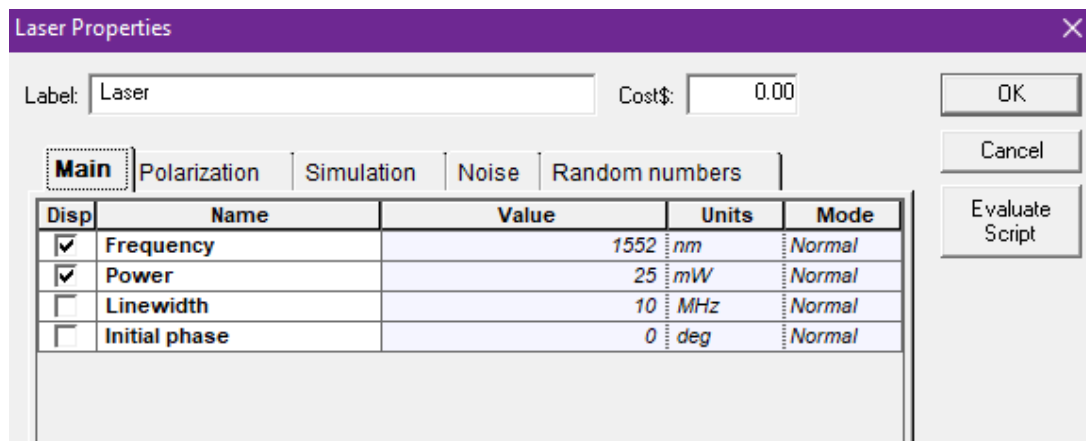 Laser Properties
Label: Laser Cost$: 0.00 OK
Cancel
Evaluate Script
Main Polarization Simulation Noise Random numbers
Disp Name Value Units Mode
Frequency 1552 nm Normal
Power 25 mW Normal
Linewidth 10 MHz Normal
Initial phase 0 deg Normal